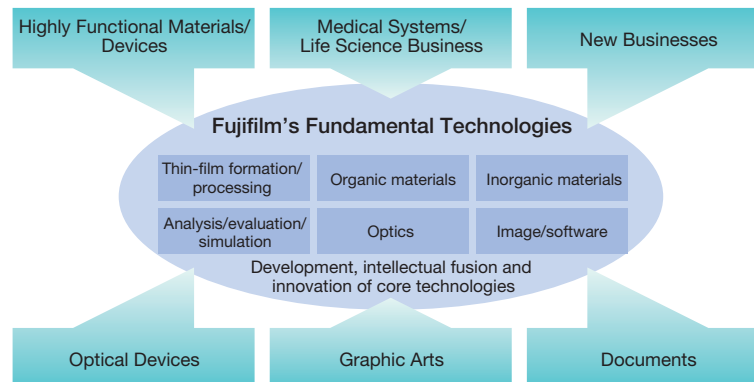 Highly Functional Materials/
Devices
Medical Systems/
Life Science Business
New Businesses
Fujifilm's Fundamental Technologies
Thin-film formation/
processing
Organic materials
Inorganic materials
Analysis/evaluation/
simulation
Optics
Image/software
Development, intellectual fusion and
innovation of core technologies
Optical Devices
Graphic Arts
Documents